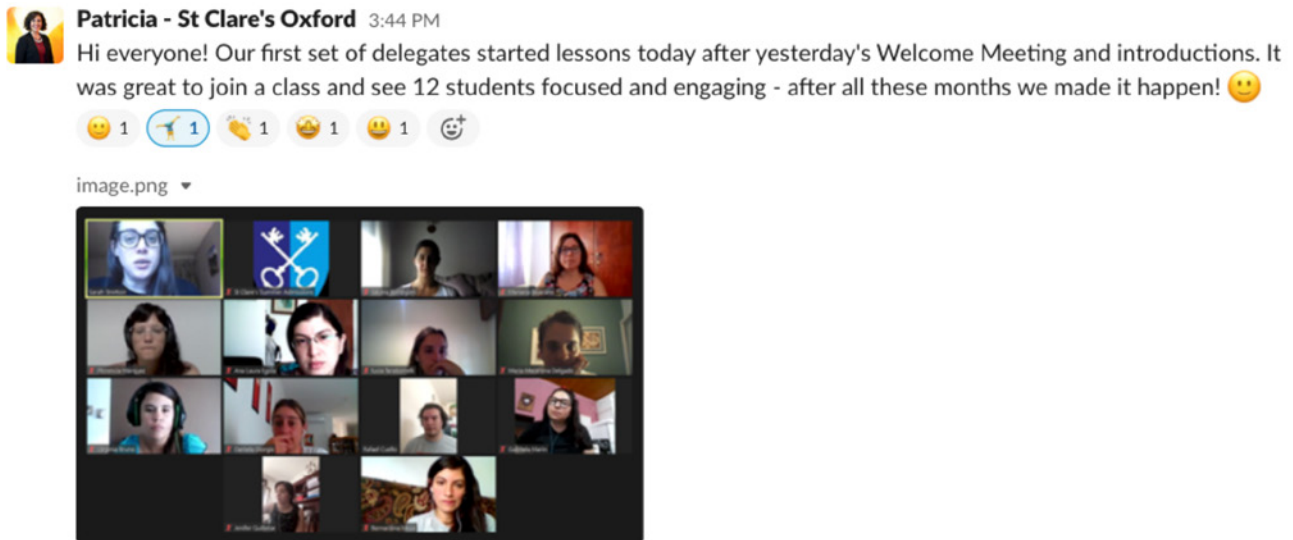 Patricia - St Clare's Oxford 3:44 PM
Hi everyone! Our first set of delegates started lessons today after yesterday's Welcome Meeting and introductions. It
was great to join a class and see 12 students focused and engaging - after all these months we made it happen! 🙂
1 1 1 1 1
image.png